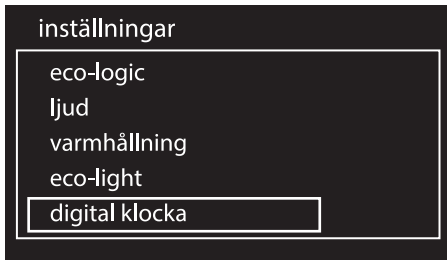 inställningar
eco-logic
ljud
varmhållning
eco-light
digital klocka